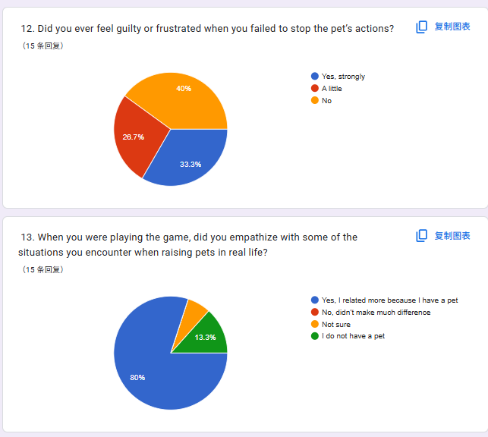 12. Did you ever feel guilty or frustrated when you failed to stop the pet's actions?
复制图表
(15 条回复)
Yes, strongly
A little
No
40%
26.7%
33.3%
13. When you were playing the game, did you empathize with some of the
situations you encounter when raising pets in real life?
复制图表
(15 条回复)
Yes, I related more because I have a pet
No, didn't make much difference
Not sure
I do not have a pet
13.3%
80%